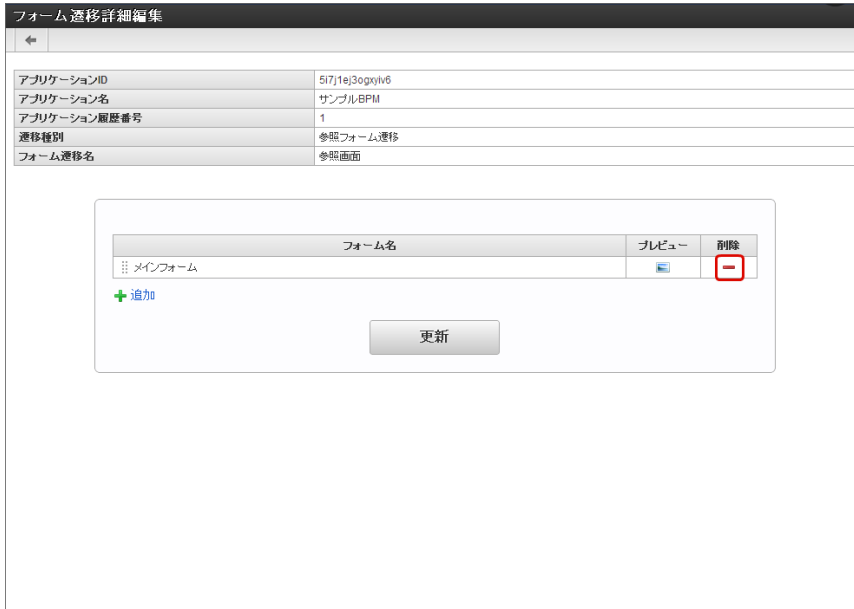 フォーム遷移詳細編集
アプリケーションID 5i7j1ej3ogxyiv6
アプリケーション名 サンプルBPM
アプリケーション履歴番号 1
遷移種別 参照フォーム遷移
フォーム遷移名 参照画面
フォーム名 プレビュー 削除
メインフォーム
追加
更新